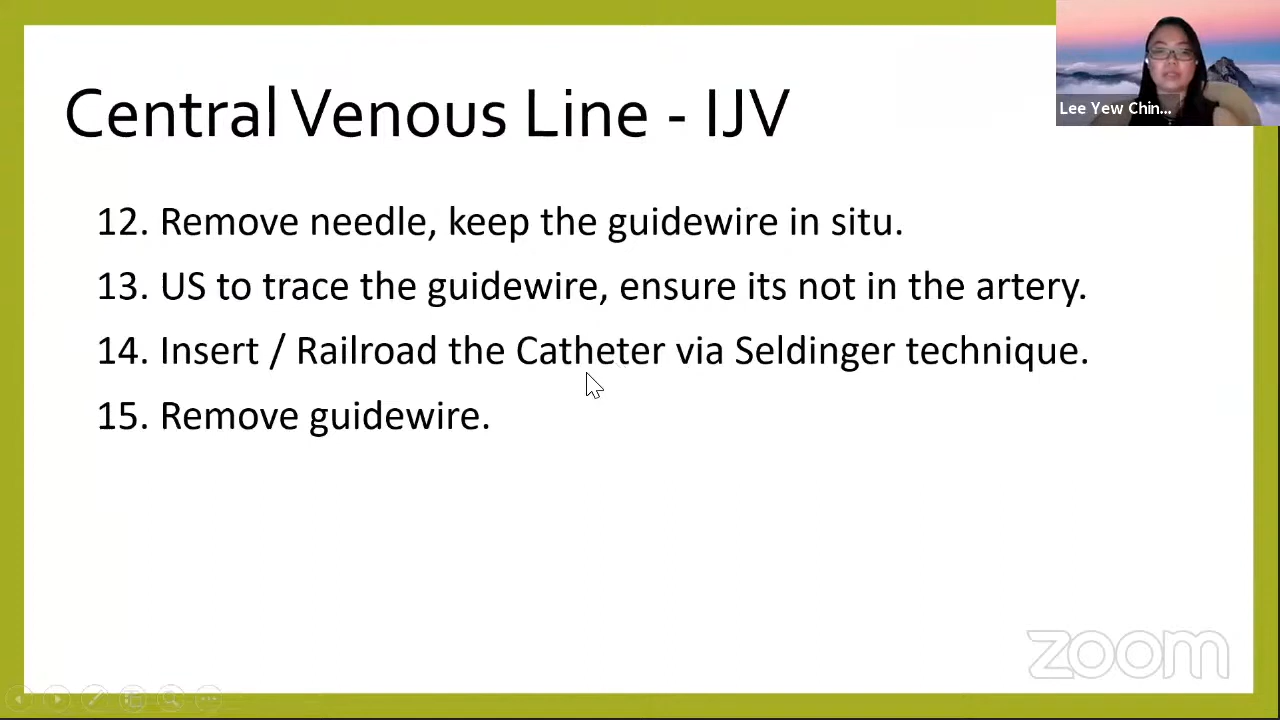 Central Venous Line - IJV
Lee Yew Chin...
12. Remove needle, keep the guidewire in situ.
13. US to trace the guidewire, ensure its not in the artery.
14. Insert / Railroad the Catheter via Seldinger technique.
15. Remove guidewire.
zoom